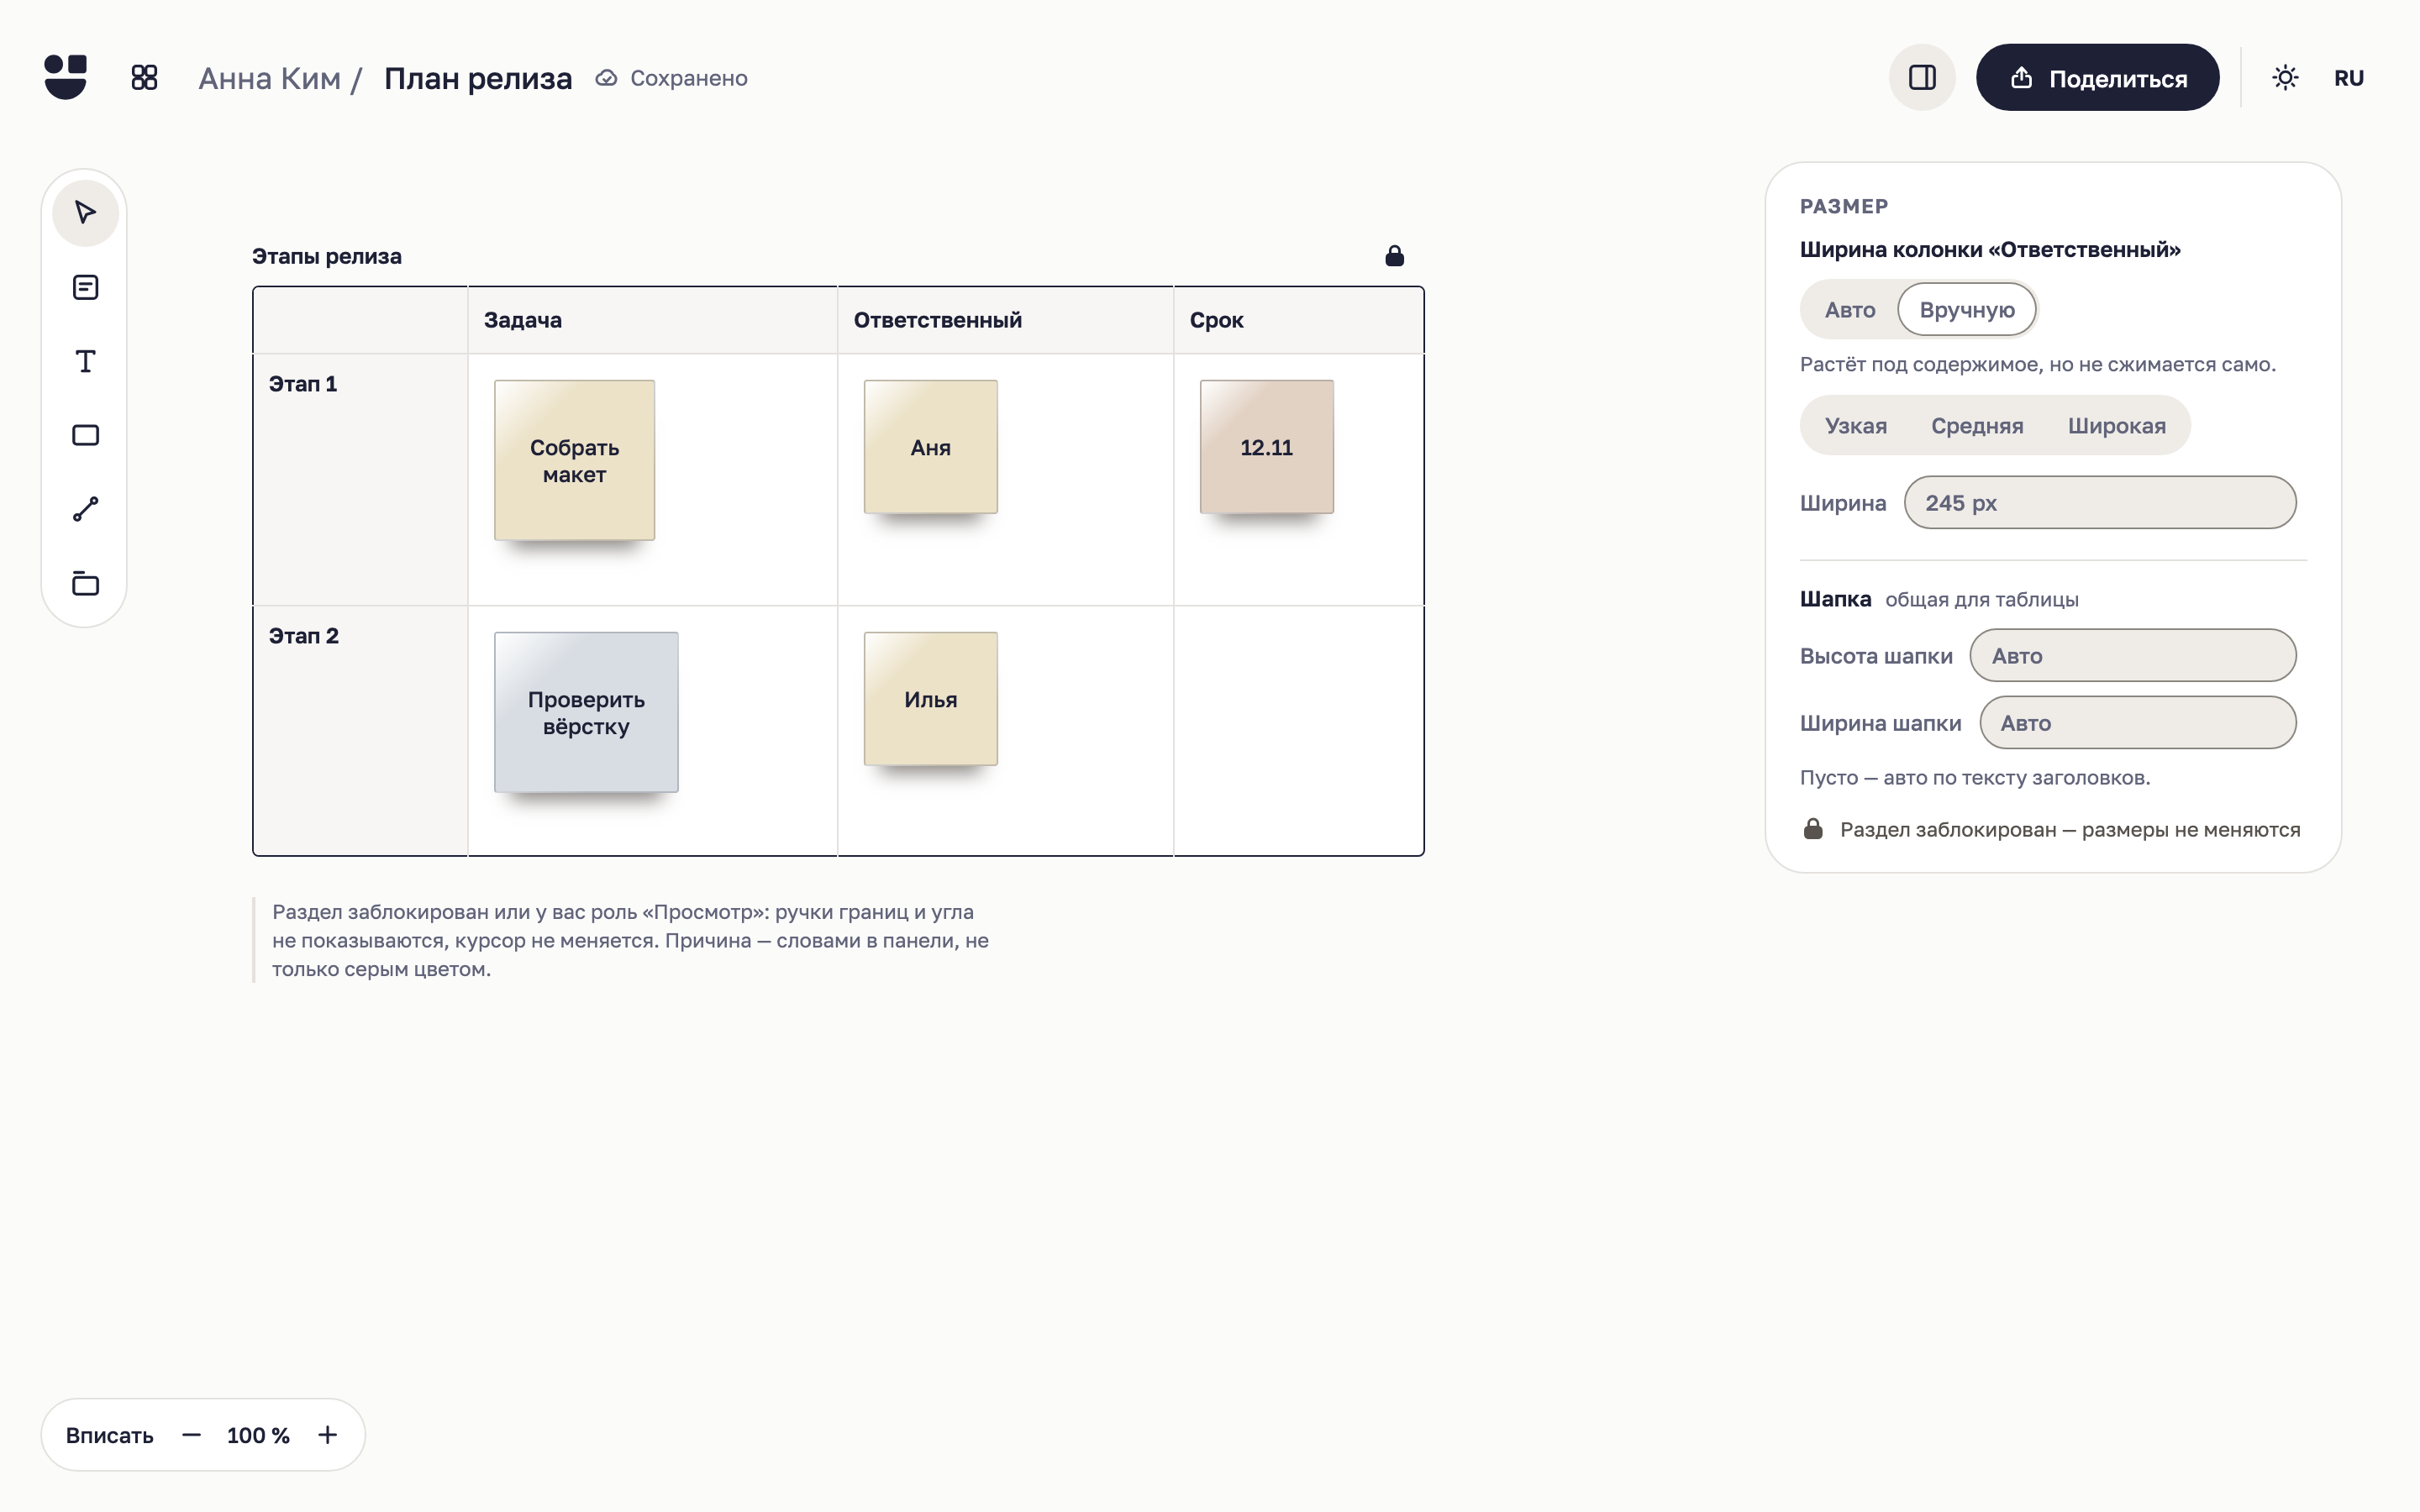 Анна Ким / План релиза Сохранено
Поделиться
RU
Этапы релиза
Задача Ответственный Срок
Этап 1
Собрать
макет
Аня
12.11
Этап 2
Проверить
вёрстку
Илья
Раздел заблокирован или у вас роль «Просмотр»: ручки границ и угла
не показываются, курсор не меняется. Причина — словами в панели, не
только серым цветом.
РАЗМЕР
Ширина колонки «Ответственный»
Авто Вручную
Растёт под содержимое, но не сжимается само.
Узкая Средняя Широкая
Ширина 245 px
Шапка общая для таблицы
Высота шапки Авто
Ширина шапки Авто
Пусто — авто по тексту заголовков.
Раздел заблокирован — размеры не меняются
Вписать — 100 % +